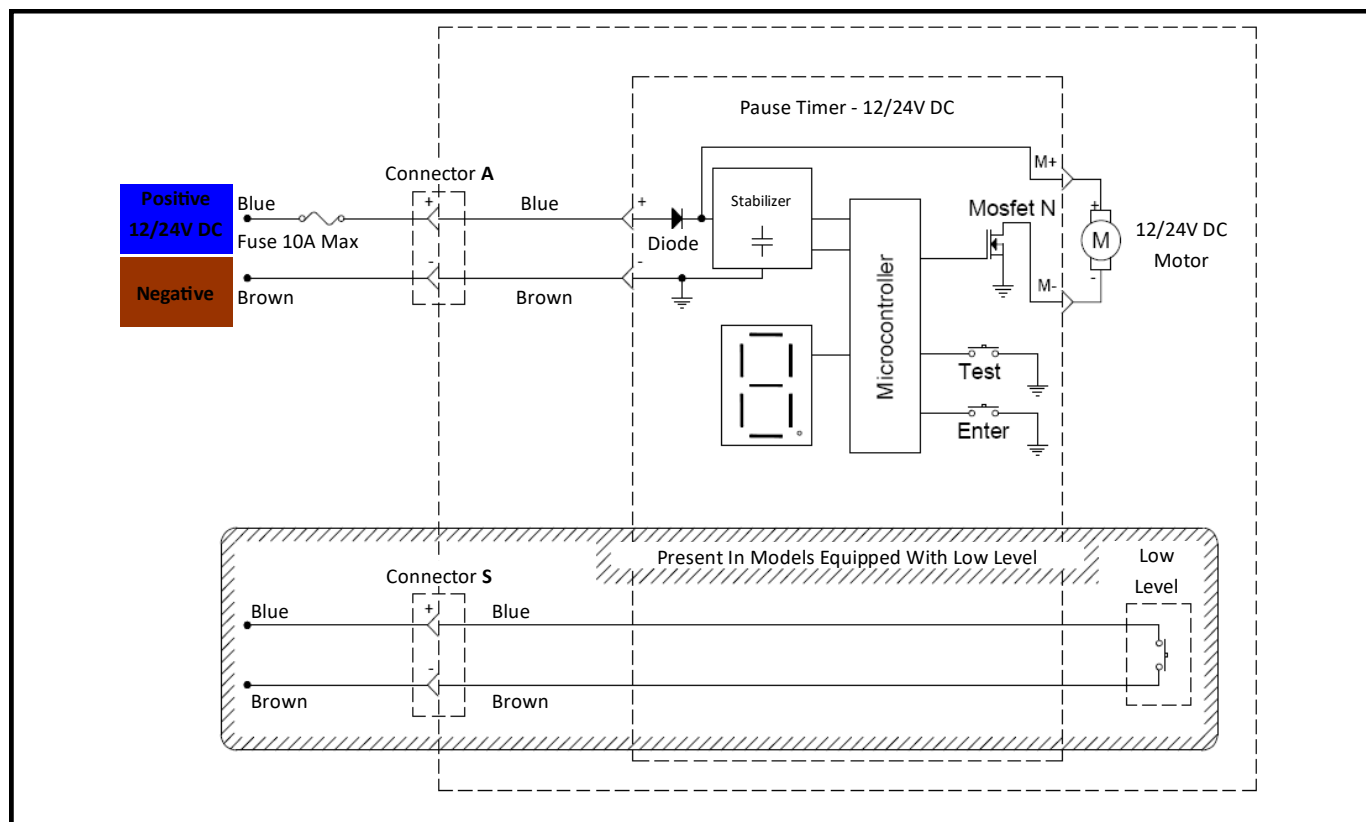 Pause Timer - 12/24V DC
Connector A
Positive
12/24V DC
Negative
Blue
Fuse 10A Max
Brown
+
-
Blue
Brown
+
-
Diode
Stabilizer
Microcontroller
Mosfet N
M+
M-
+
M
-
12/24V DC
Motor
Test
Enter
Present In Models Equipped With Low Level
Low
Level
Connector S
Blue
+
Blue
-
Brown
Brown